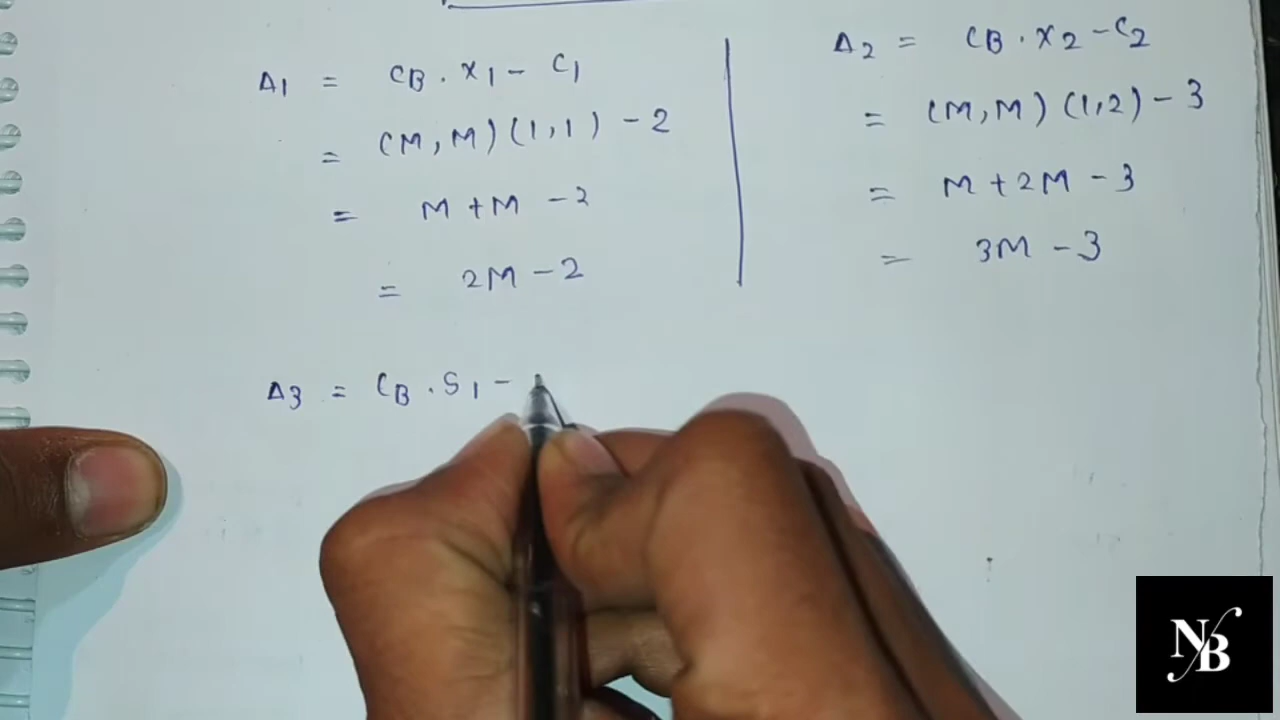 Δ1 = CB . X1 - C1
= (M, M) (1, 1) - 2
= M + M - 2
= 2M - 2
Δ2 = CB . X2 - C2
= (M, M) (1, 2) - 3
= M + 2M - 3
= 3M - 3
Δ3 = CB . S1 -
NB